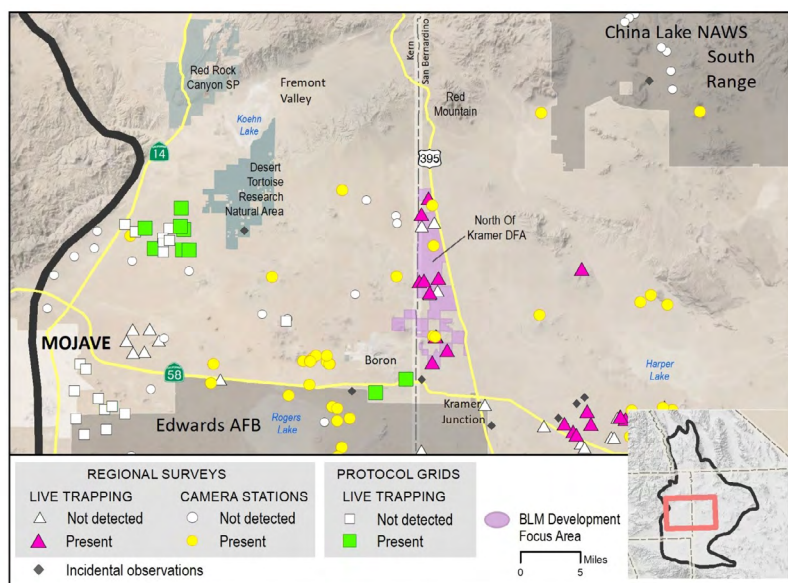 China Lake NAWS
South
Range
Kern
San Bernardino
Red Rock
Canyon SP
Fremont
Valley
Red
Mountain
Koehn
Lake
395
14
Desert
Tortoise
Research
Natural Area
North Of
Kramer DFA
MOJAVE
Boron
58
Harper
Lake
Kramer
Junction
Edwards AFB
Rogers
Lake
REGIONAL SURVEYS
LIVE TRAPPING
CAMERA STATIONS
Not detected
Not detected
Present
Present
Incidental observations
PROTOCOL GRIDS
LIVE TRAPPING
Not detected
Present
BLM Development
Focus Area
Miles
0
5